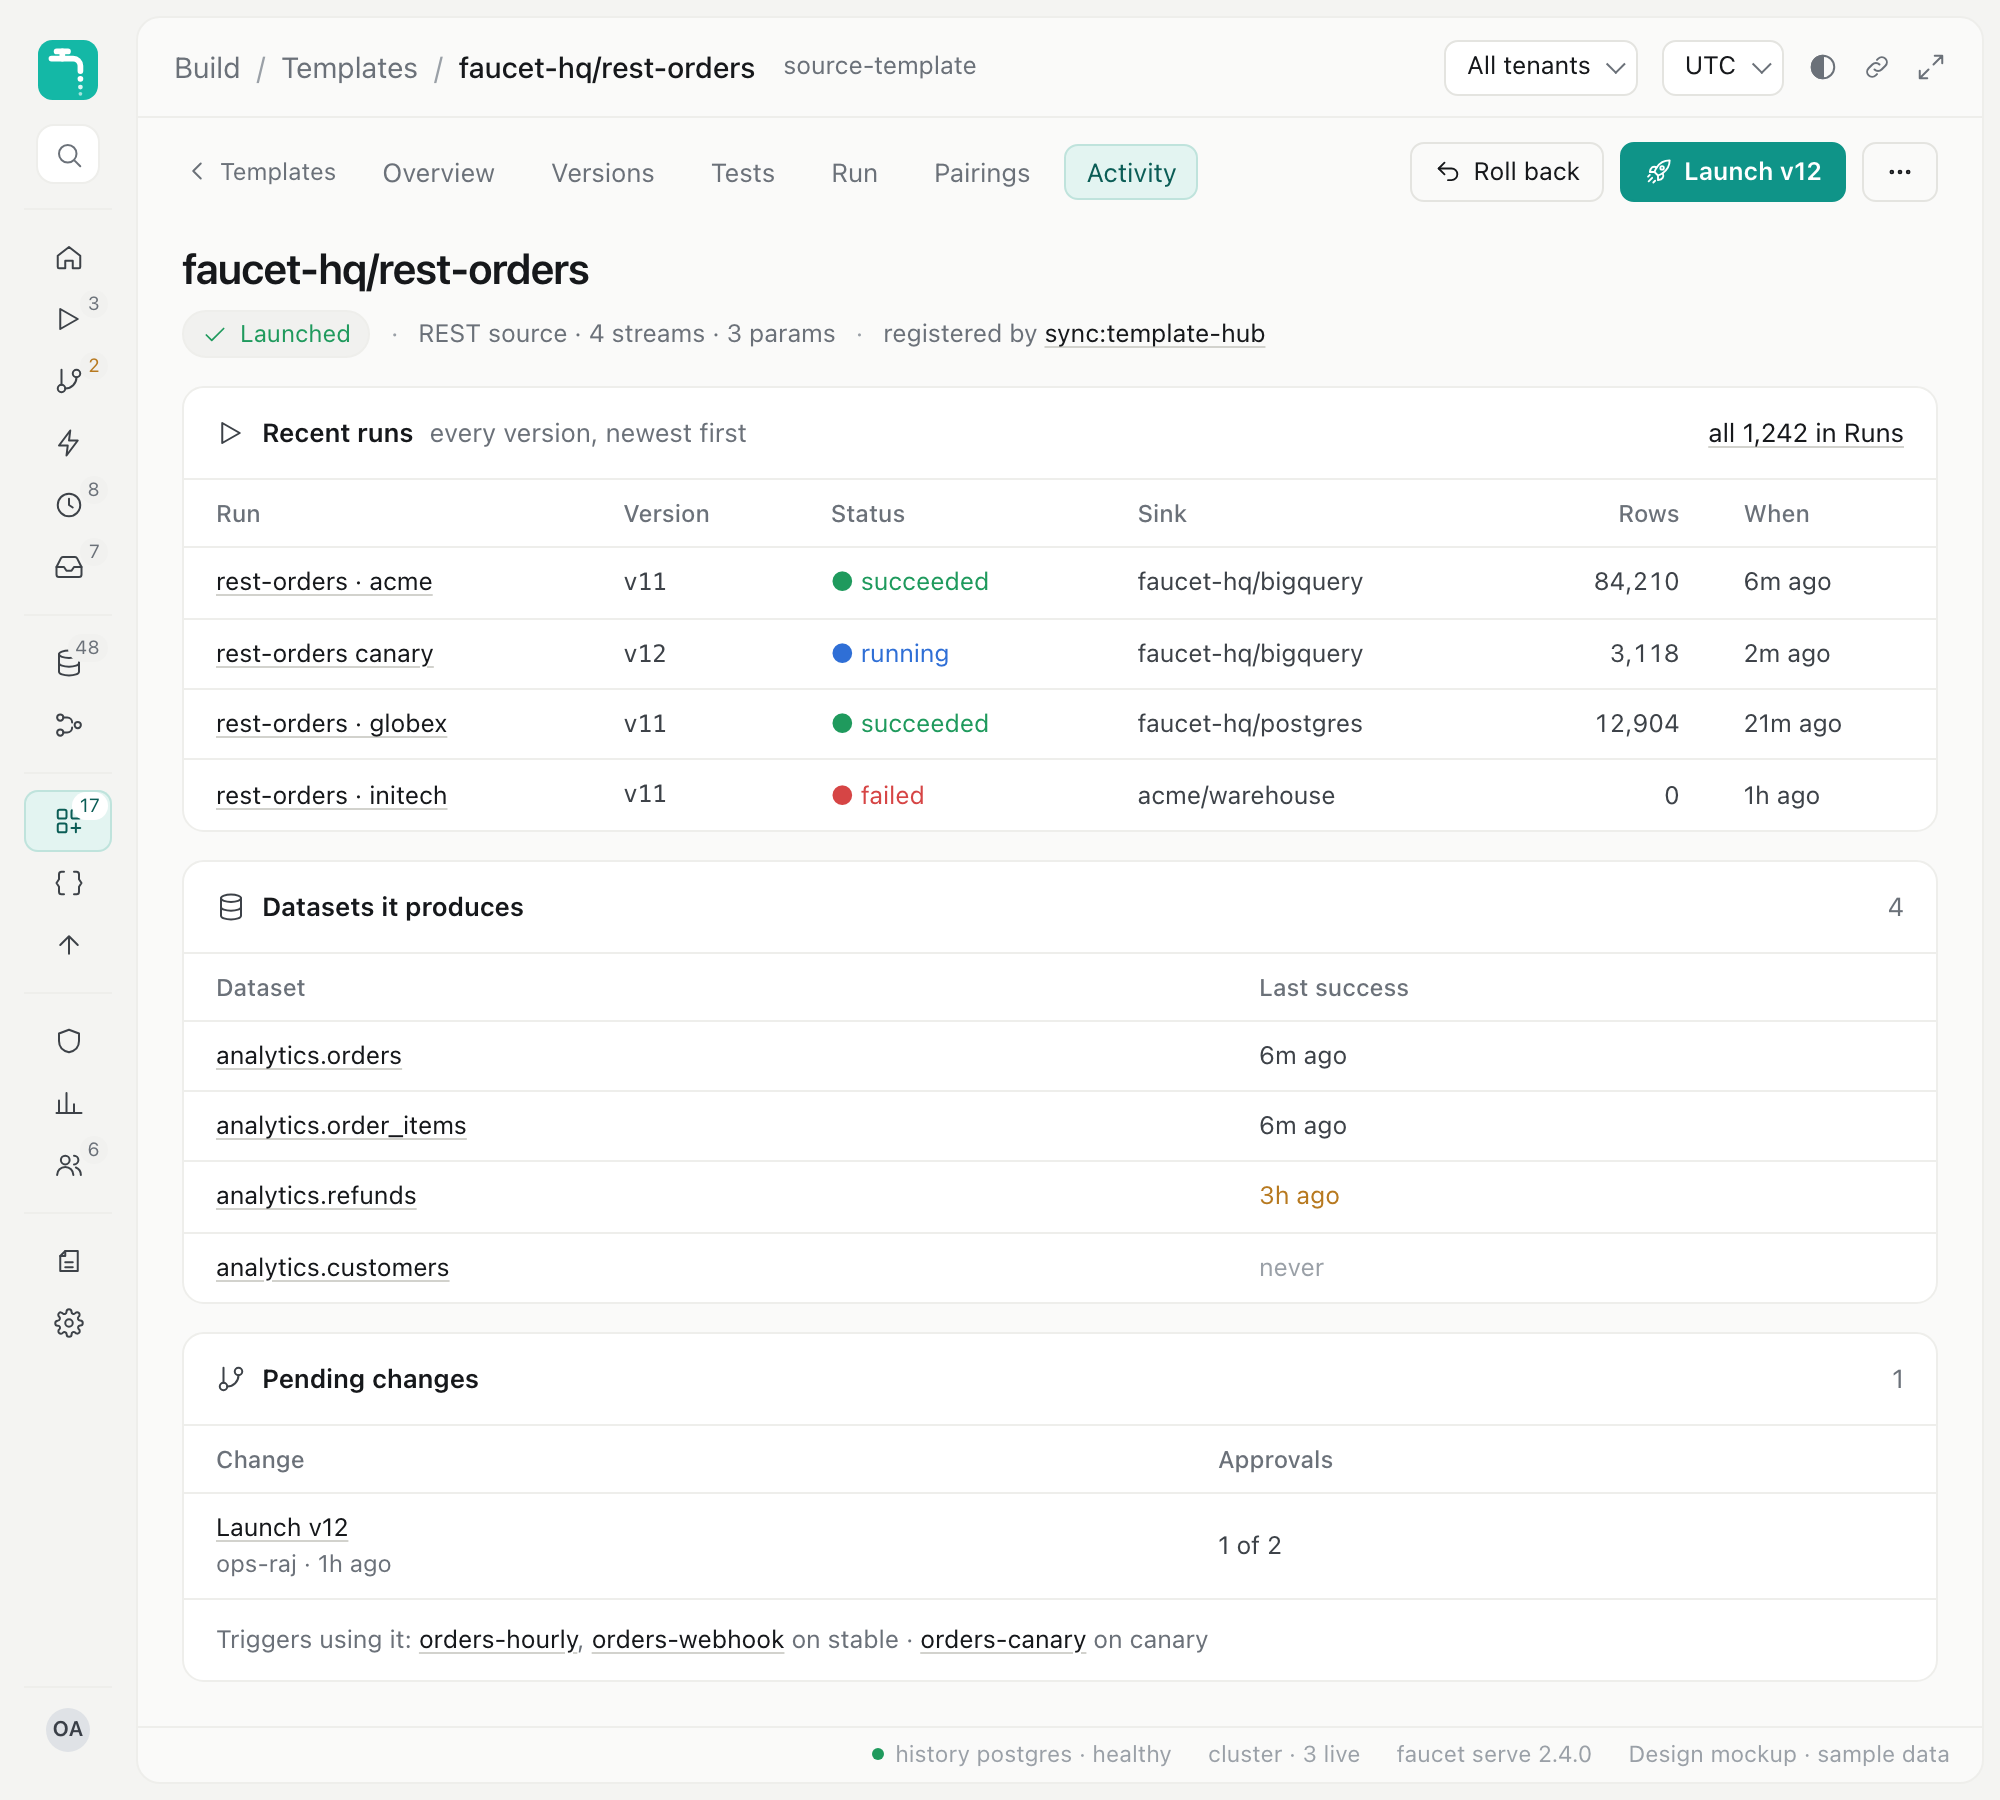 Build / Templates / faucet-hq/rest-orders source-template
All tenants UTC
Templates Overview Versions Tests Run Pairings Activity
Roll back Launch v12
faucet-hq/rest-orders
Launched · REST source · 4 streams · 3 params · registered by sync:template-hub
Recent runs every version, newest first all 1,242 in Runs
Run Version Status Sink Rows When
rest-orders · acme v11 succeeded faucet-hq/bigquery 84,210 6m ago
rest-orders canary v12 running faucet-hq/bigquery 3,118 2m ago
rest-orders · globex v11 succeeded faucet-hq/postgres 12,904 21m ago
rest-orders · initech v11 failed acme/warehouse 0 1h ago
Datasets it produces 4
Dataset Last success
analytics.orders 6m ago
analytics.order_items 6m ago
analytics.refunds 3h ago
analytics.customers never
Pending changes 1
Change Approvals
Launch v12
ops-raj · 1h ago
1 of 2
Triggers using it: orders-hourly, orders-webhook on stable · orders-canary on canary
history postgres · healthy cluster · 3 live faucet serve 2.4.0 Design mockup · sample data
3
2
8
7
48
17
6
OA